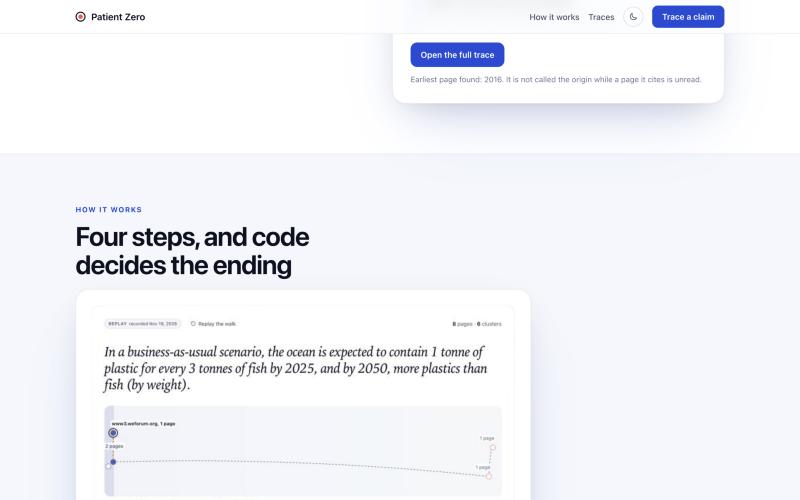 Patient Zero
How it works
Traces
Trace a claim
Open the full trace
Earliest page found: 2016. It is not called the origin while a page it cites is unread.
HOW IT WORKS
Four steps, and code
decides the ending
REPLAY recorded Nov 18, 2026
Replay the walk
8 pages · 6 clusters
In a business-as-usual scenario, the ocean is expected to contain 1 tonne of
plastic for every 3 tonnes of fish by 2025, and by 2050, more plastics than
fish (by weight).
www3.weforum.org, 1 page
2 pages
1 page
1 page